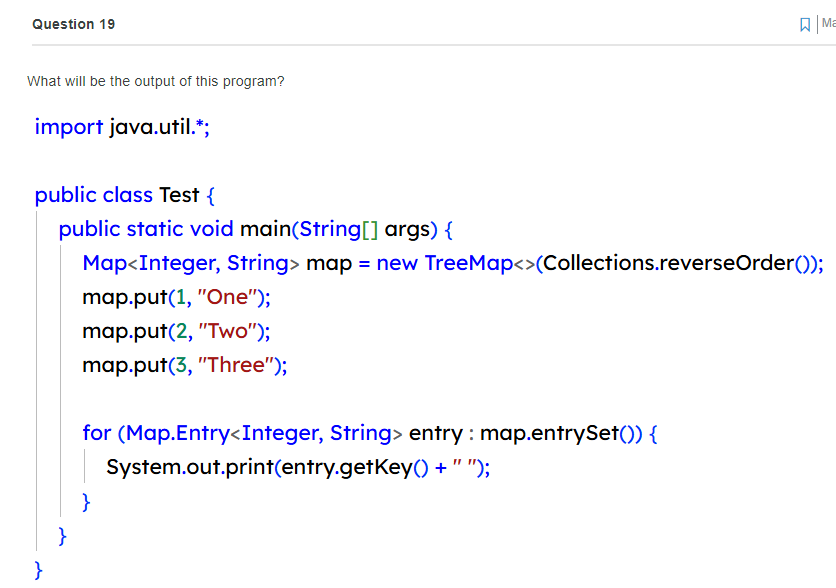 Question 19
Ma
What will be the output of this program?
import java.util.*;
public class Test {
public static void main(String[] args) {
Map<Integer, String> map = new TreeMap<>(Collections.reverseOrder());
map.put(1, "One");
map.put(2, "Two");
map.put(3, "Three");
for (Map.Entry<Integer, String> entry : map.entrySet()) {
System.out.print(entry.getKey() + " ");
}
}
}